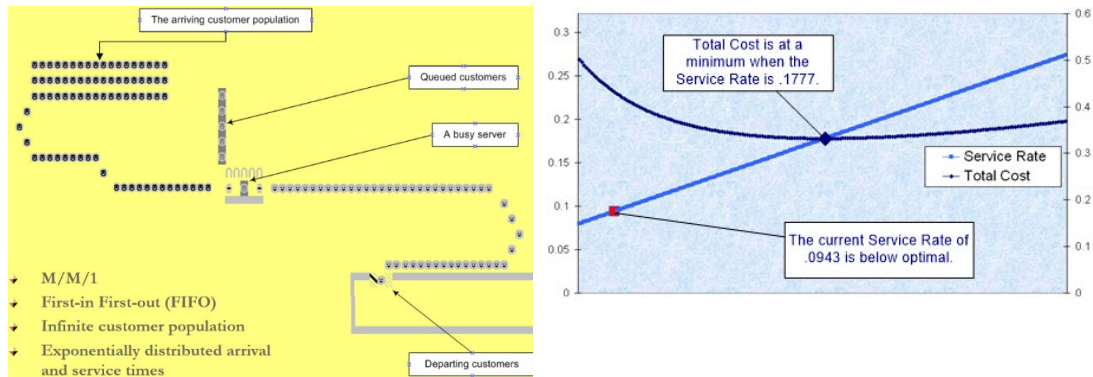 The arriving customer population
Queued customers
A busy server
M/M/1
First-in First-out (FIFO)
Infinite customer population
Exponentially distributed arrival
and service times
Departing customers
0.3
0.25
0.2
0.15
0.1
0.05
0
Total Cost is at a
minimum when the
Service Rate is .1777.
Service Rate
Total Cost
The current Service Rate of
.0943 is below optimal.
0.6
0.5
0.4
0.3
0.2
0.1
0